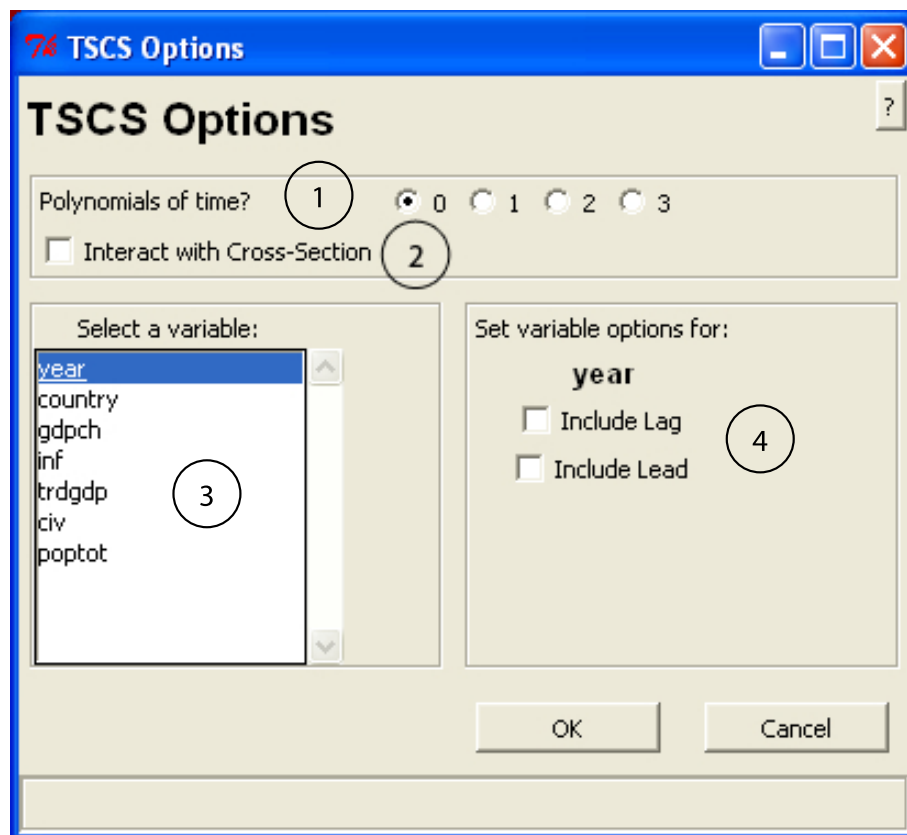 TSCS Options
TSCS Options
?
Polynomials of time? 1 0 1 2 3
Interact with Cross-Section 2
Select a variable:
year
country
gdpch
inf
trdgdp
civ
poptot
3
Set variable options for:
year
Include Lag
Include Lead
4
OK Cancel